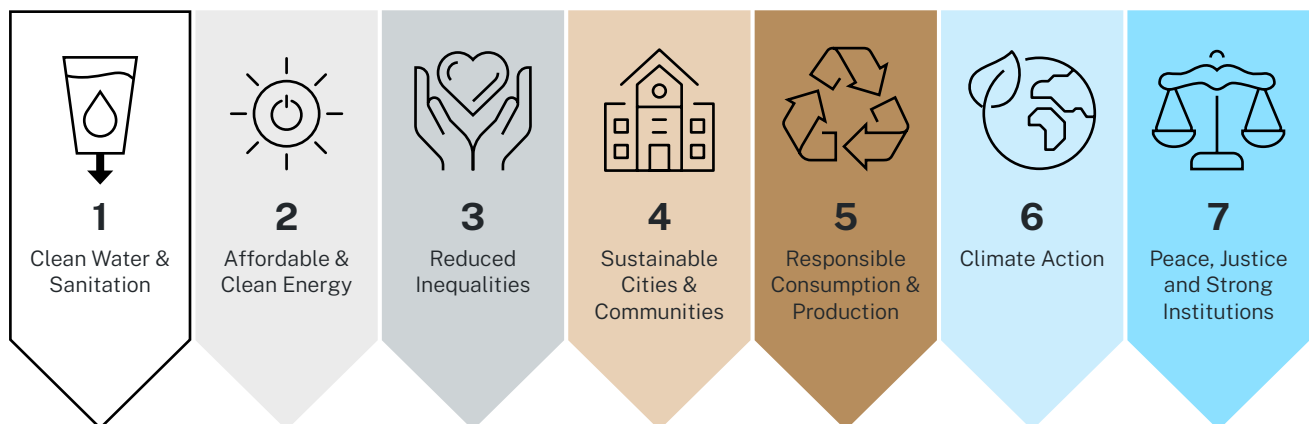 1
Clean Water &
Sanitation
2
Affordable &
Clean Energy
3
Reduced
Inequalities
4
Sustainable
Cities &
Communities
5
Responsible
Consumption &
Production
6
Climate Action
7
Peace, Justice
and Strong
Institutions